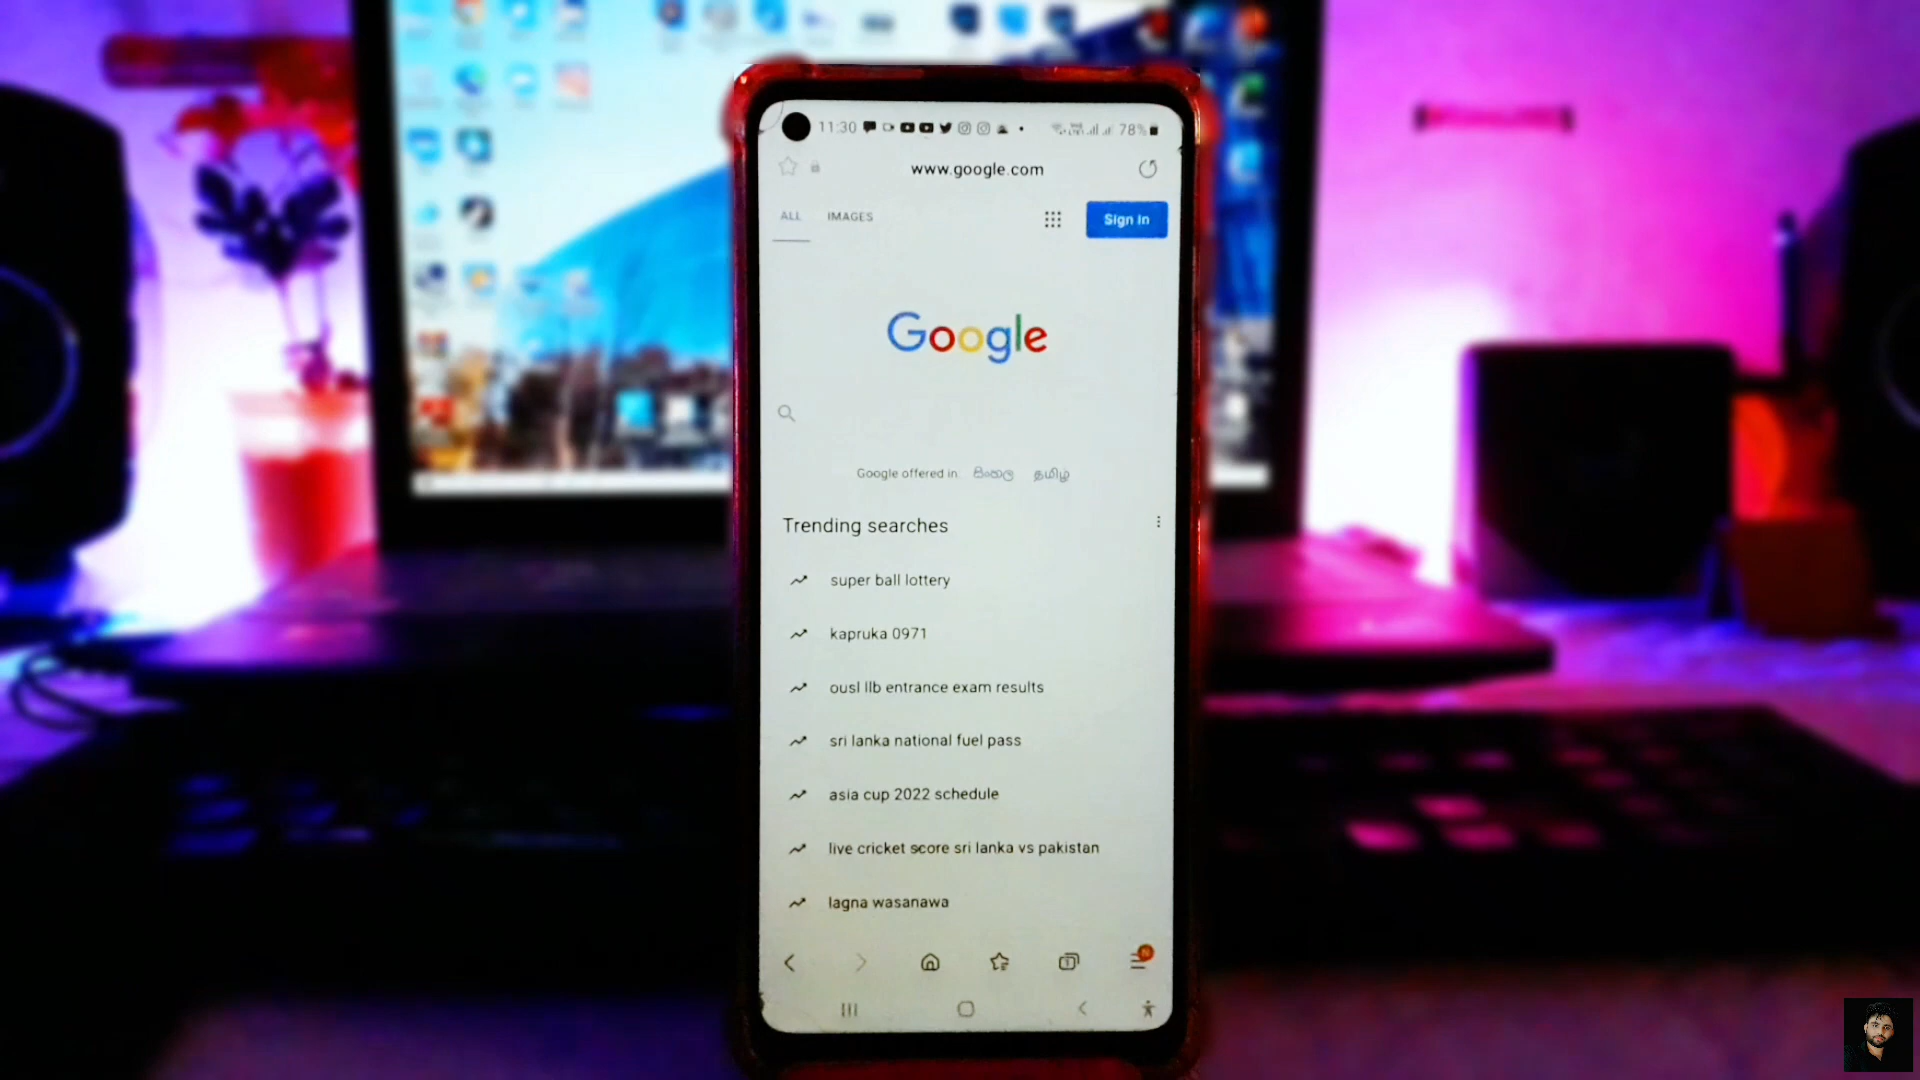 11:30 78%
www.google.com
ALL IMAGES Sign in
Google
Google offered in: සිංහල தமிழ்
Trending searches
super ball lottery
kapruka 0971
ousl llb entrance exam results
sri lanka national fuel pass
asia cup 2022 schedule
live cricket score sri lanka vs pakistan
lagna wasanawa
1 N